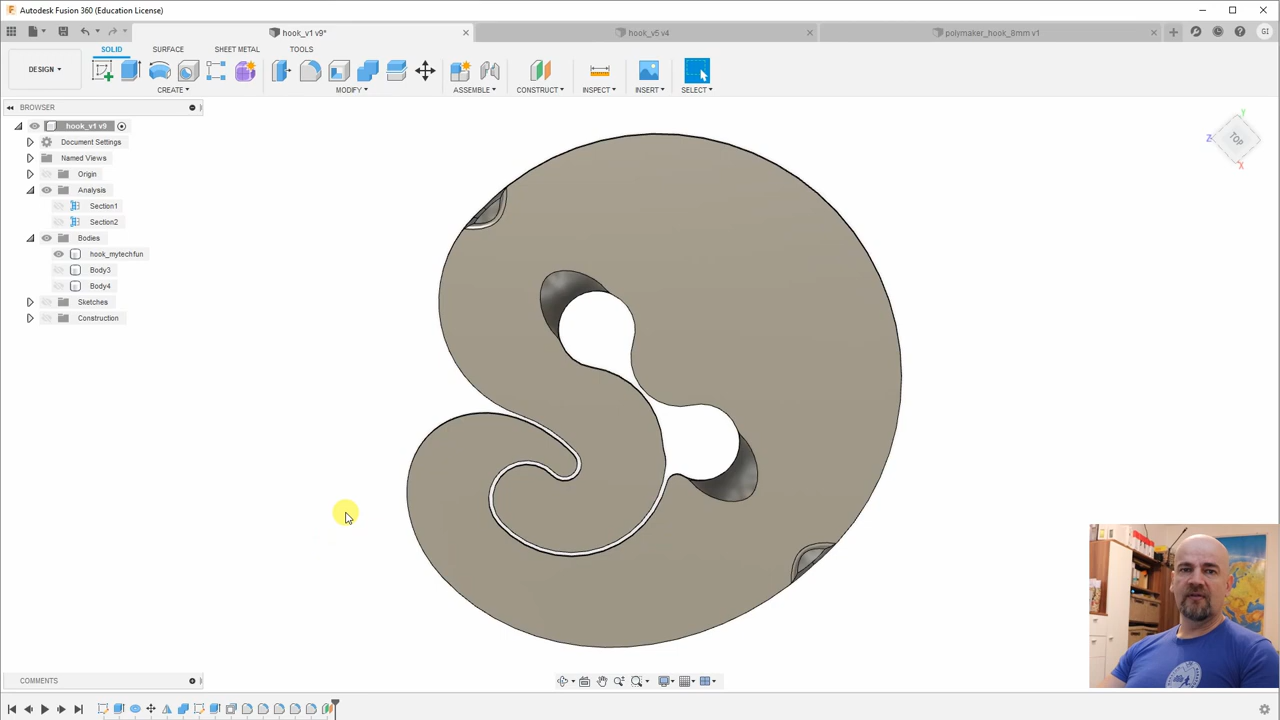 Autodesk Fusion 360 (Education License)
hook_v1 v9*
hook_v5 v4
polymaker_hook_8mm v1
GI
DESIGN
SOLID
SURFACE
SHEET METAL
TOOLS
CREATE
MODIFY
ASSEMBLE
CONSTRUCT
INSPECT
INSERT
SELECT
BROWSER
hook_v1 v9
Document Settings
Named Views
Origin
Analysis
Section1
Section2
Bodies
hook_mytechfun
Body3
Body4
Sketches
Construction
Y
Z
TOP
X
COMMENTS